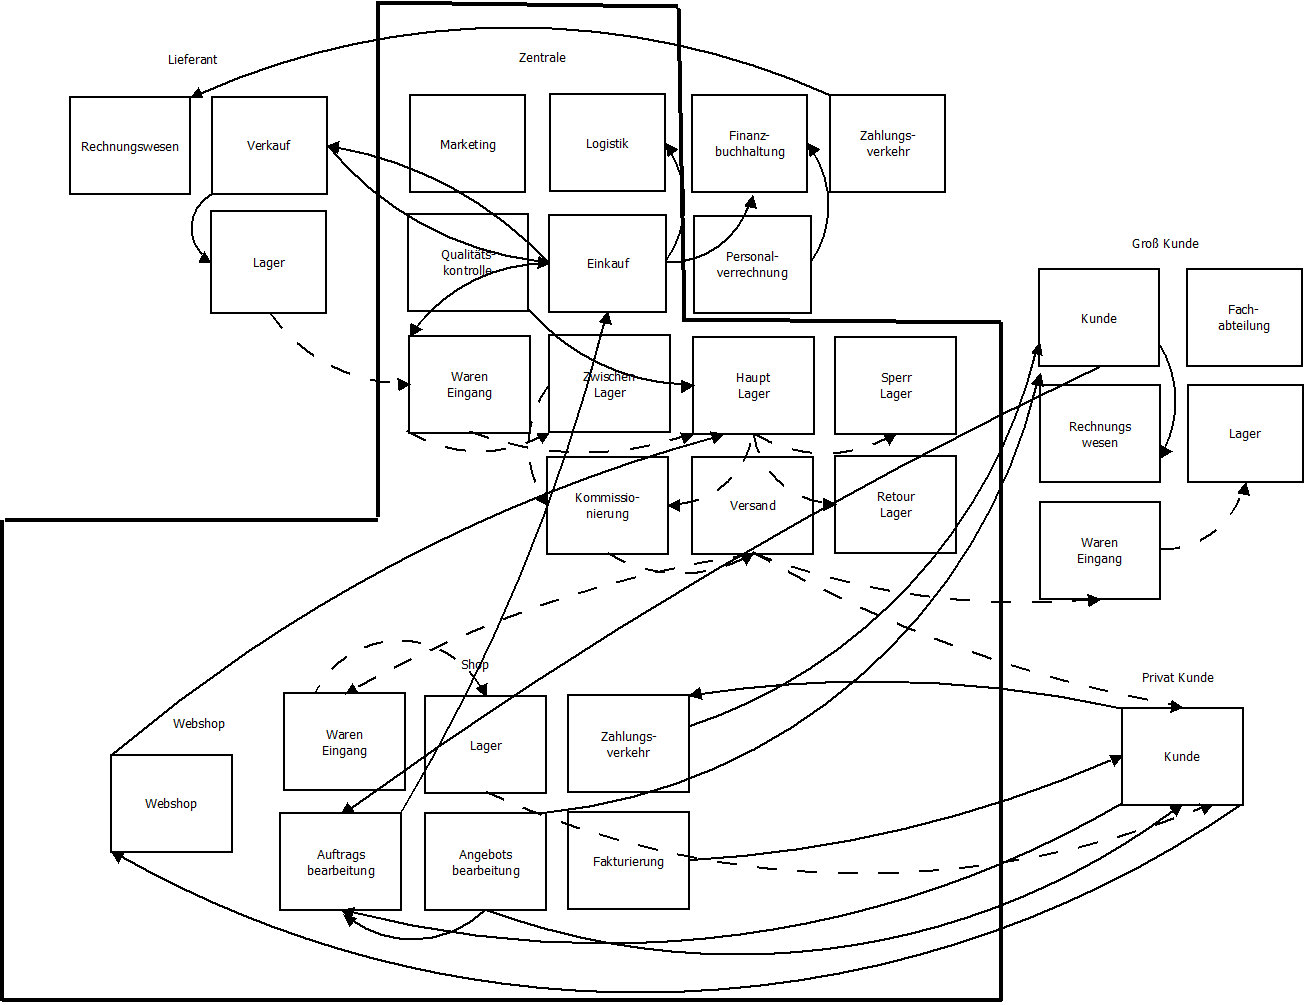 Lieferant
Zentrale
Rechnungswesen
Verkauf
Marketing
Logistik
Finanz-
buchhaltung
Zahlungs-
verkehr
Lager
Qualitäts-
kontrolle
Einkauf
Personal-
verrechnung
Groß Kunde
Kunde
Fach-
abteilung
Waren
Eingang
Zwischen
Lager
Haupt
Lager
Sperr
Lager
Rechnungs
wesen
Lager
Kommissio-
nierung
Versand
Retour
Lager
Waren
Eingang
Shop
Privat Kunde
Webshop
Waren
Eingang
Lager
Zahlungs-
verkehr
Kunde
Webshop
Auftrags
bearbeitung
Angebots
bearbeitung
Fakturierung